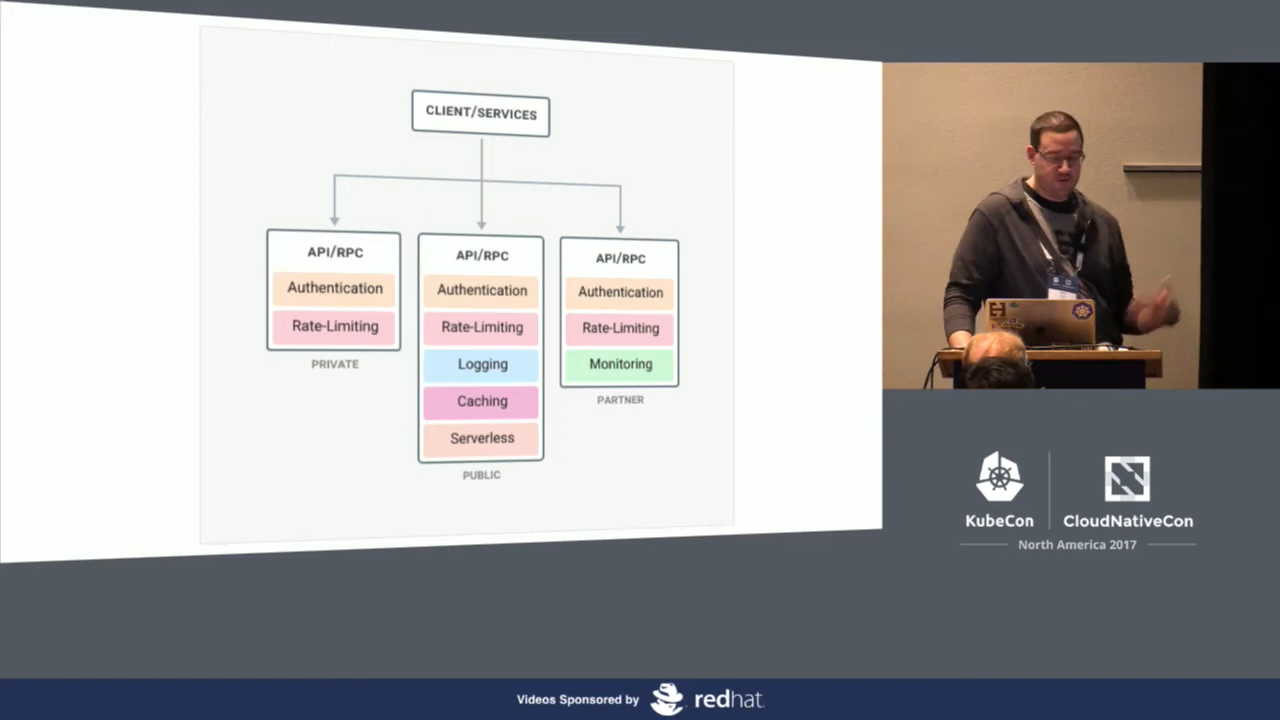 CLIENT/SERVICES
API/RPC
Authentication
Rate-Limiting
PRIVATE
API/RPC
Authentication
Rate-Limiting
Logging
Caching
Serverless
PUBLIC
API/RPC
Authentication
Rate-Limiting
Monitoring
PARTNER
KubeCon
CloudNativeCon
North America 2017
Videos Sponsored by
redhat.